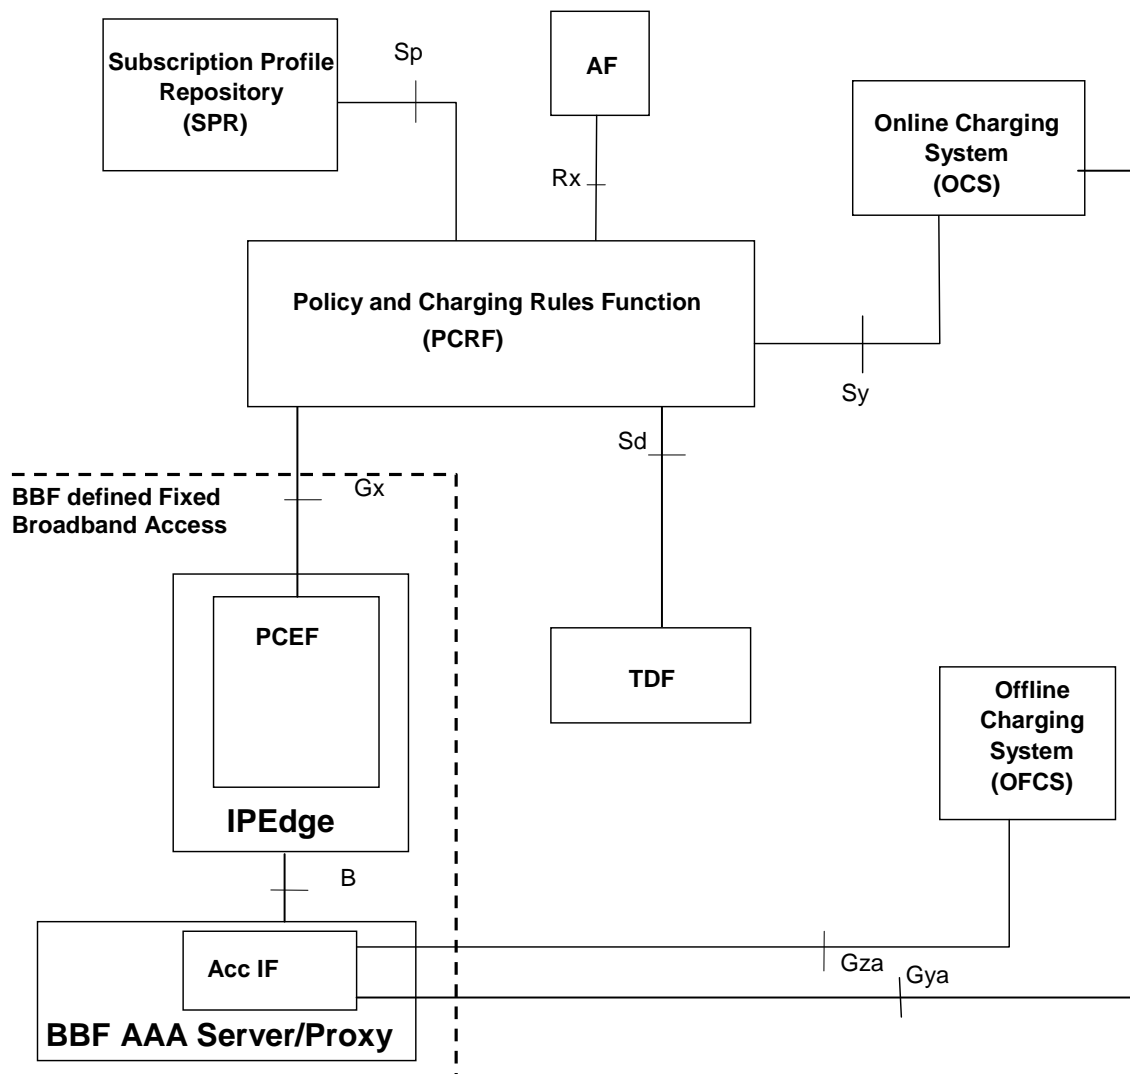 Subscription Profile
Repository
(SPR)
Sp
AF
Rx
Online Charging
System
(OCS)
Policy and Charging Rules Function
(PCRF)
Sy
Sd
Gx
BBF defined Fixed
Broadband Access
PCEF
IPEdge
TDF
Offline
Charging
System
(OFCS)
B
Acc IF
BBF AAA Server/Proxy
Gza
Gya